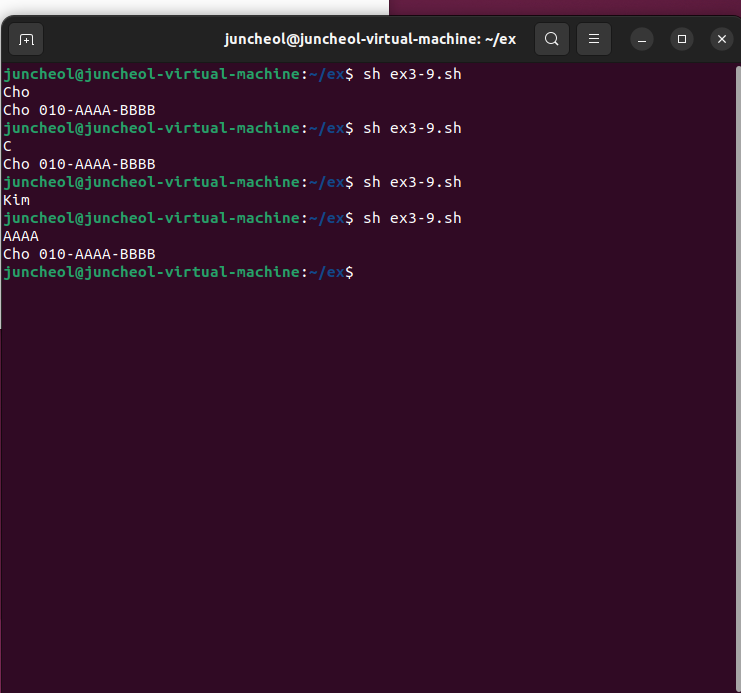 juncheol@juncheol-virtual-machine: ~/ex
juncheol@juncheol-virtual-machine:~/ex$ sh ex3-9.sh
Cho
Cho 010-AAAA-BBBB
juncheol@juncheol-virtual-machine:~/ex$ sh ex3-9.sh
C
Cho 010-AAAA-BBBB
juncheol@juncheol-virtual-machine:~/ex$ sh ex3-9.sh
Kim
juncheol@juncheol-virtual-machine:~/ex$ sh ex3-9.sh
AAAA
Cho 010-AAAA-BBBB
juncheol@juncheol-virtual-machine:~/ex$